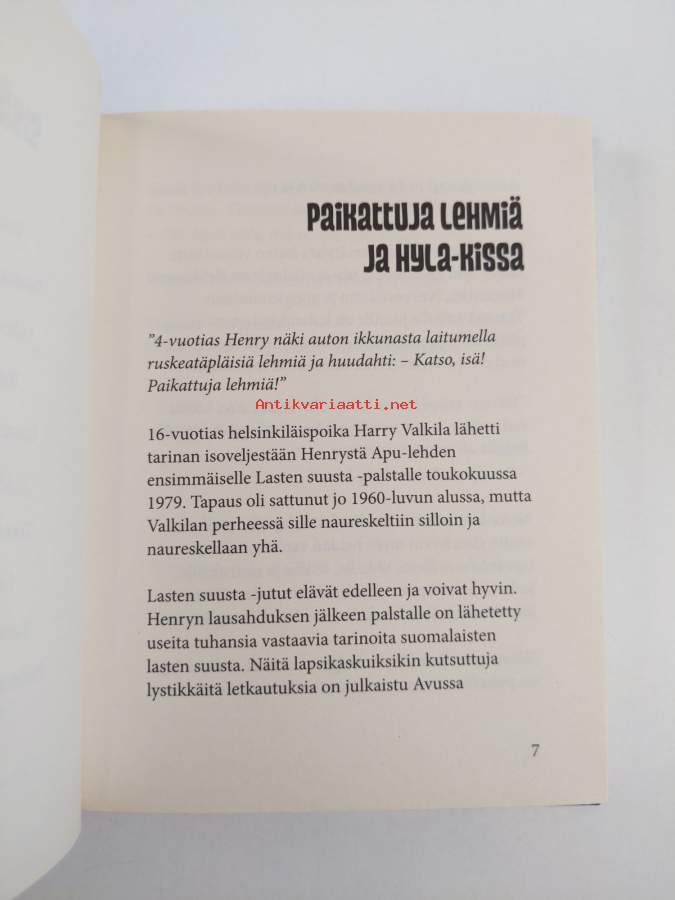 Paikattuja lehmiä
ja Hyla-kissa
”4-vuotias Henry näki auton ikkunasta laitumella
ruskeatäpläisiä lehmiä ja huudahti: – Katso, isä!
Paikattuja lehmiä!”
Antikvariaatti.net
16-vuotias helsinkiläispoika Harry Valkila lähetti
tarinan isoveljestään Henrystä Apu-lehden
ensimmäiselle Lasten suusta -palstalle toukokuussa
1979. Tapaus oli sattunut jo 1960-luvun alussa, mutta
Valkilan perheessä sille naureskeltiin silloin ja
naureskellaan yhä.
Lasten suusta -jutut elävät edelleen ja voivat hyvin.
Henryn lausahduksen jälkeen palstalle on lähetetty
useita tuhansia vastaavia tarinoita suomalaisten
lasten suusta. Näitä lapsikaskuiksikin kutsuttuja
lystikkäitä letkautuksia on julkaistu Avussa
7